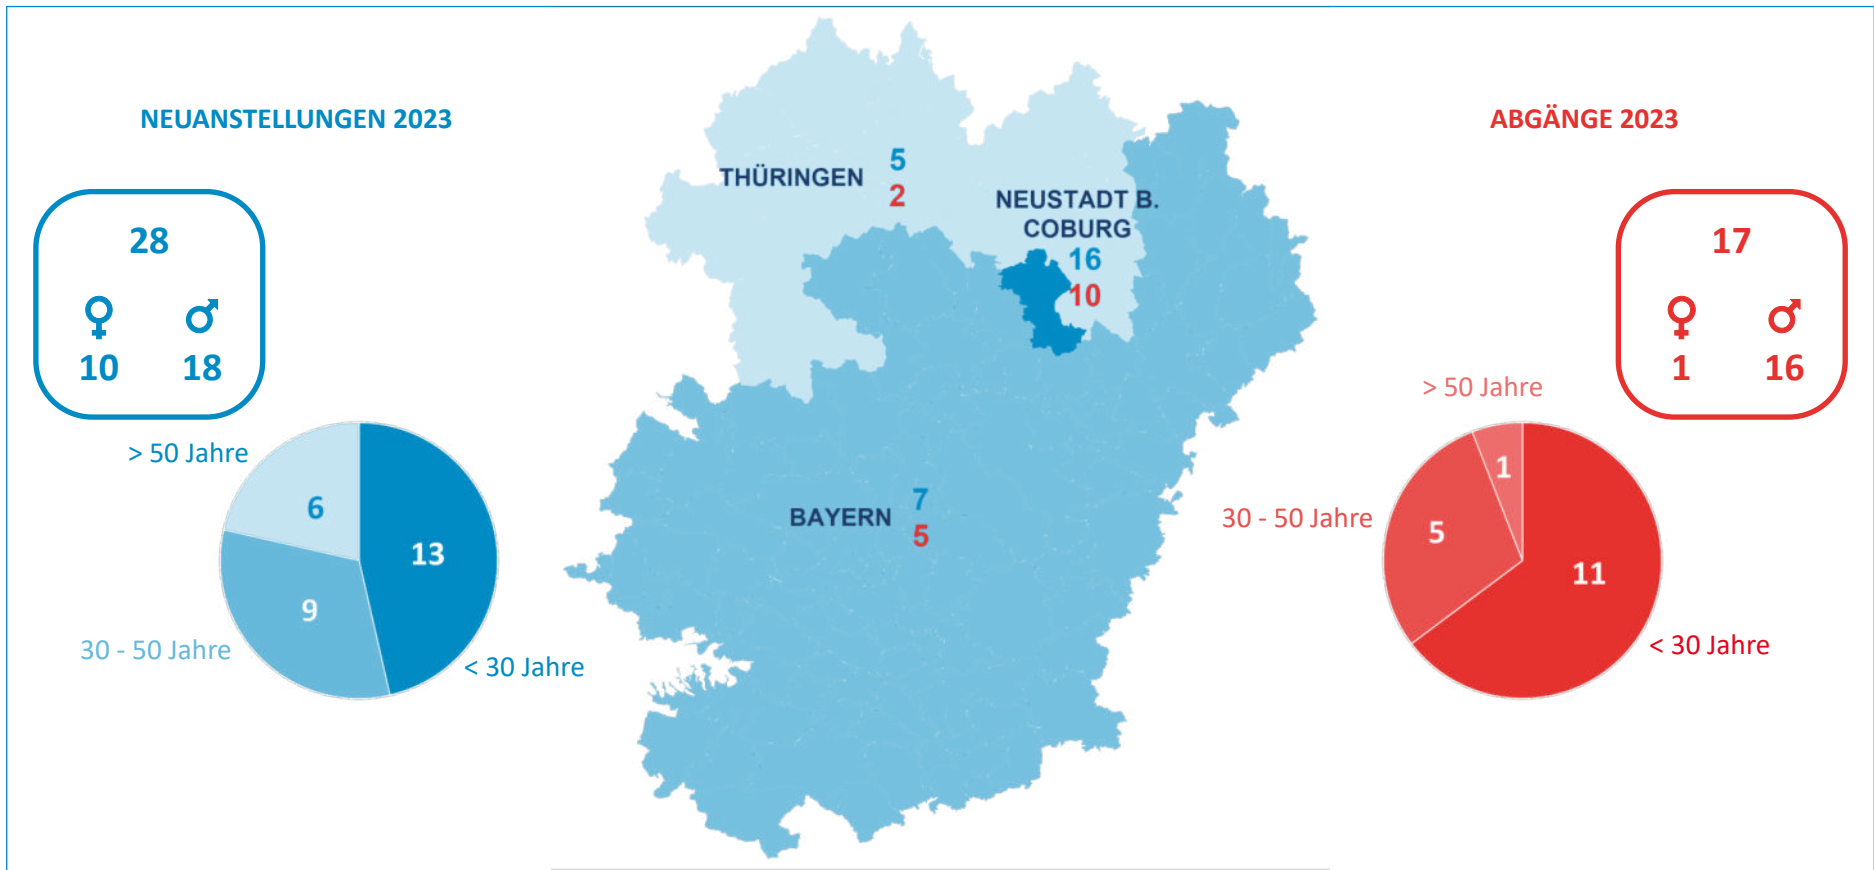 NEUANSTELLUNGEN 2023
28
♀ ♂
10 18
> 50 Jahre
6
13
9
30 - 50 Jahre
< 30 Jahre
THÜRINGEN
5
2
NEUSTADT B.
COBURG
16
10
BAYERN
7
5
ABGÄNGE 2023
17
♀ ♂
1 16
> 50 Jahre
1
30 - 50 Jahre
5
11
< 30 Jahre